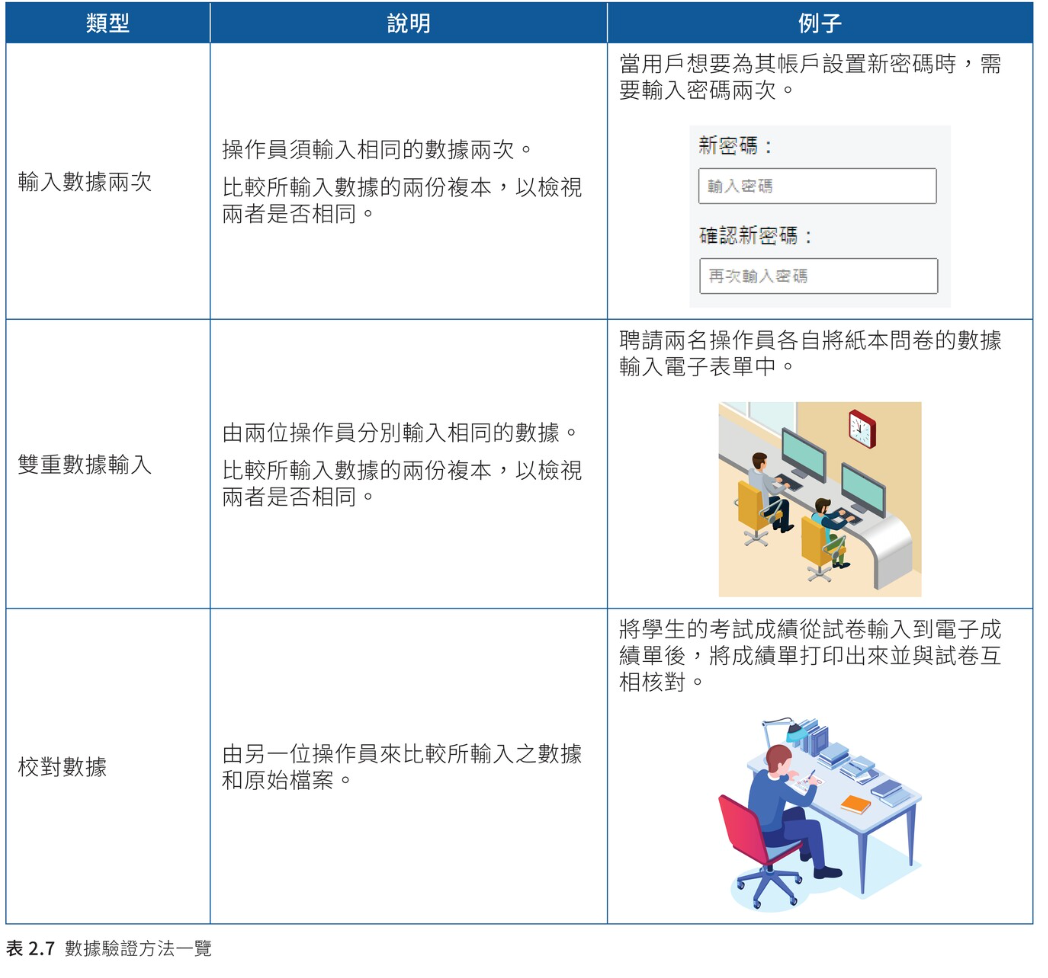 類型
說明
例子
輸入數據兩次
操作員須輸入相同的數據兩次。
比較所輸入數據的兩份複本，以檢視
兩者是否相同。
當用戶想要為其帳戶設置新密碼時，需
要輸入密碼兩次。
新密碼：
輸入密碼
確認新密碼：
再次輸入密碼
雙重數據輸入
由兩位操作員分別輸入相同的數據。
比較所輸入數據的兩份複本，以檢視
兩者是否相同。
聘請兩名操作員各自將紙本問卷的數據
輸入電子表單中。
校對數據
由另一位操作員來比較所輸入之數據
和原始檔案。
將學生的考試成績從試卷輸入到電子成
績單後，將成績單打印出來並與試卷互
相核對。
表 2.7 數據驗證方法一覽